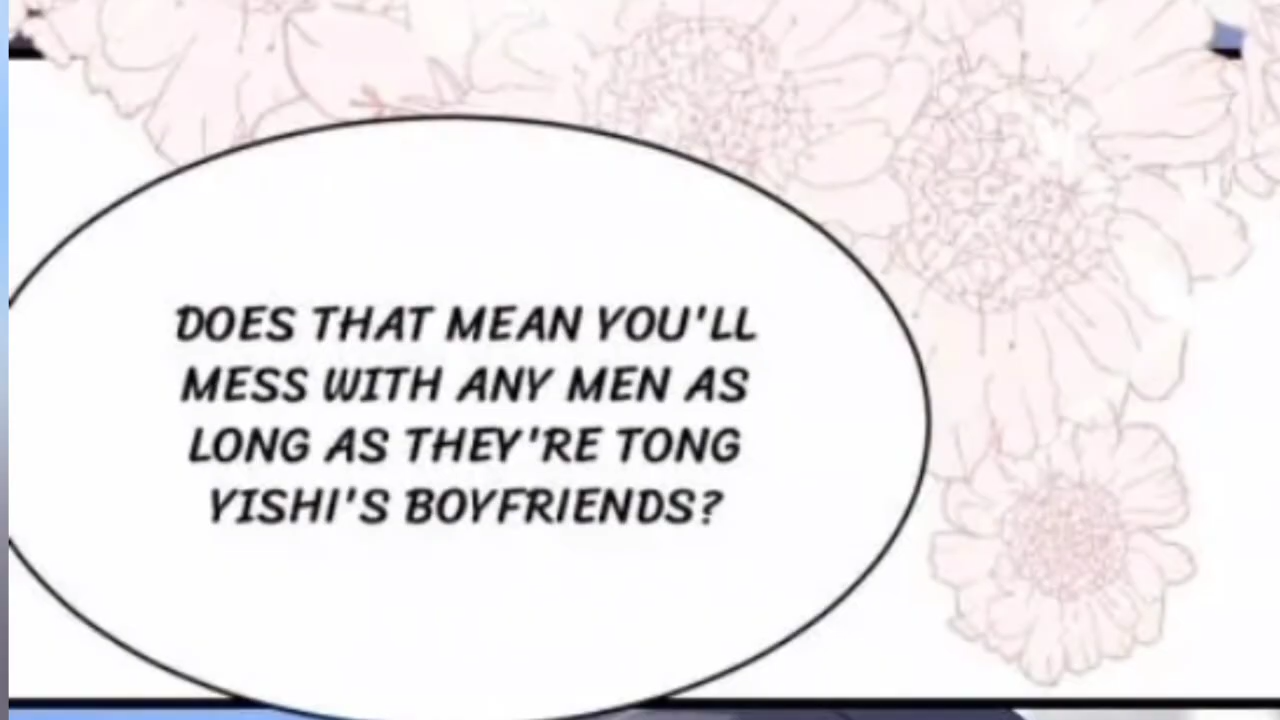 DOES THAT MEAN YOU'LL
MESS WITH ANY MEN AS
LONG AS THEY'RE TONG
YISHI'S BOYFRIENDS?